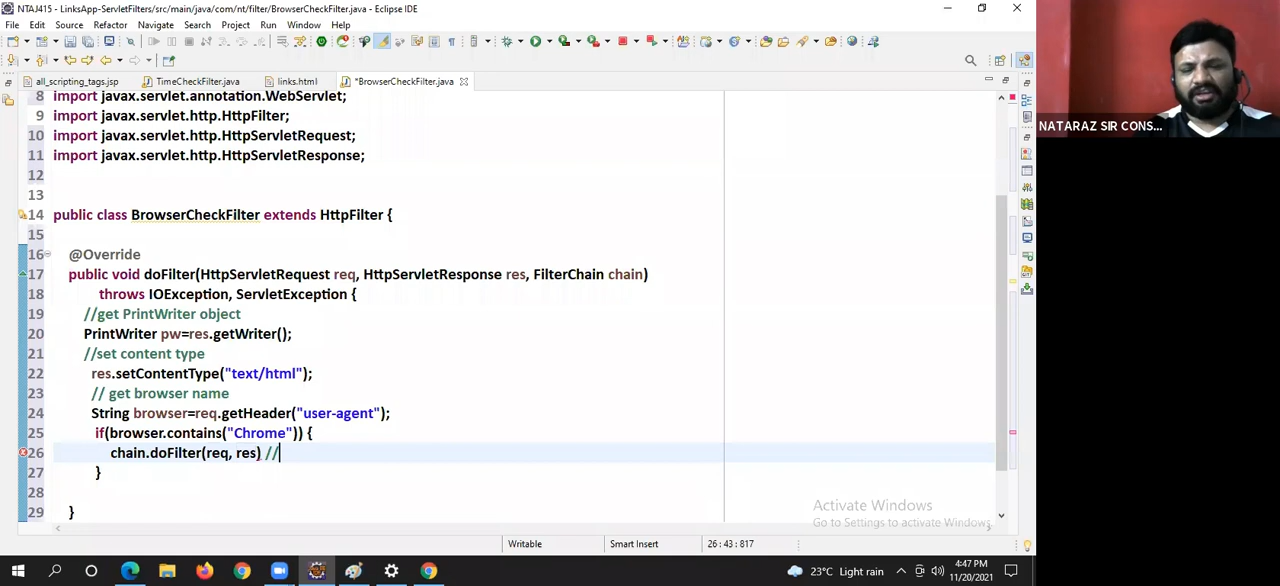 NTAJ415 - LinksApp-ServletFilters/src/main/java/com/nt/filter/BrowserCheckFilter.java - Eclipse IDE
File Edit Source Refactor Navigate Search Project Run Window Help
all_scripting_tags.jsp TimeCheckFilter.java links.html *BrowserCheckFilter.java
8 import javax.servlet.annotation.WebServlet;
9 import javax.servlet.http.HttpFilter;
10 import javax.servlet.http.HttpServletRequest;
11 import javax.servlet.http.HttpServletResponse;
12
13
14 public class BrowserCheckFilter extends HttpFilter {
15
16 @Override
17 public void doFilter(HttpServletRequest req, HttpServletResponse res, FilterChain chain)
18 throws IOException, ServletException {
19 //get PrintWriter object
20 PrintWriter pw=res.getWriter();
21 //set content type
22 res.setContentType("text/html");
23 // get browser name
24 String browser=req.getHeader("user-agent");
25 if(browser.contains("Chrome")) {
26 chain.doFilter(req, res) //
27 }
28
29 }
Activate Windows
Go to Settings to activate Windows.
Writable Smart Insert 26 : 43 : 817
23°C Light rain 4:47 PM
11/20/2021
NATARAZ SIR CONS...